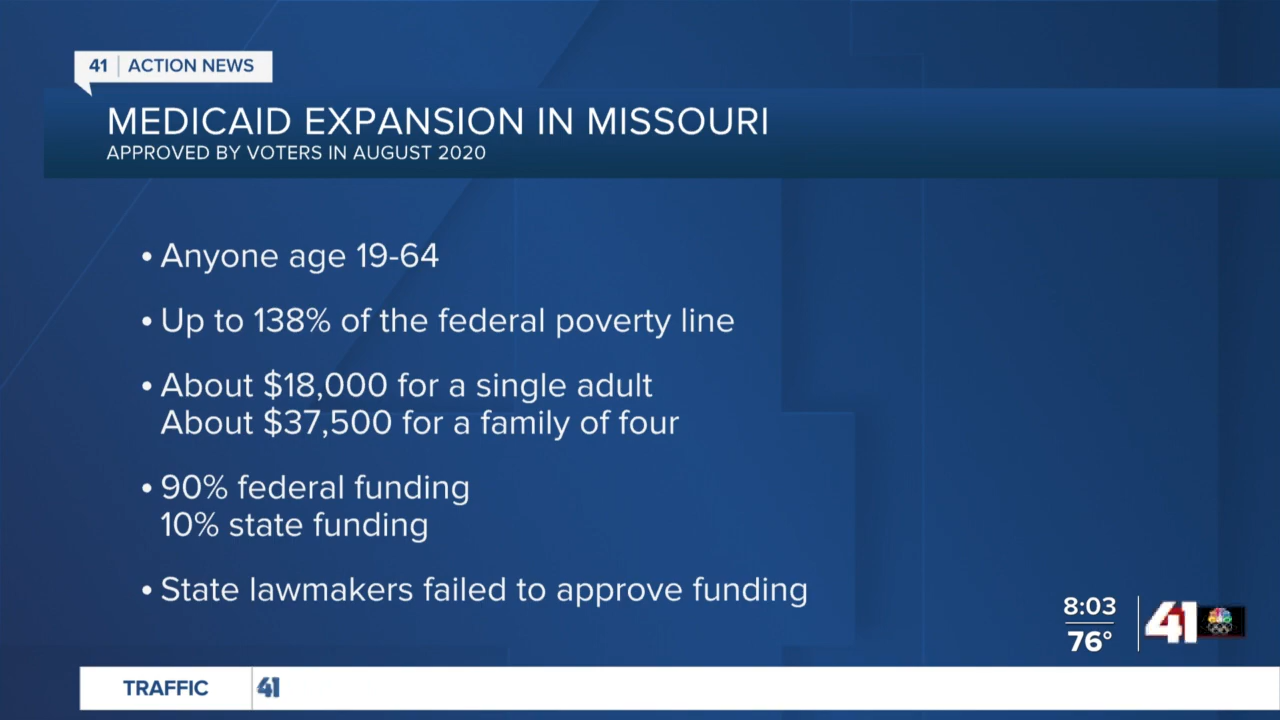 41 | ACTION NEWS
MEDICAID EXPANSION IN MISSOURI
APPROVED BY VOTERS IN AUGUST 2020
• Anyone age 19-64
• Up to 138% of the federal poverty line
• About $18,000 for a single adult
About $37,500 for a family of four
• 90% federal funding
10% state funding
• State lawmakers failed to approve funding
8:03
76°
41
TRAFFIC
41